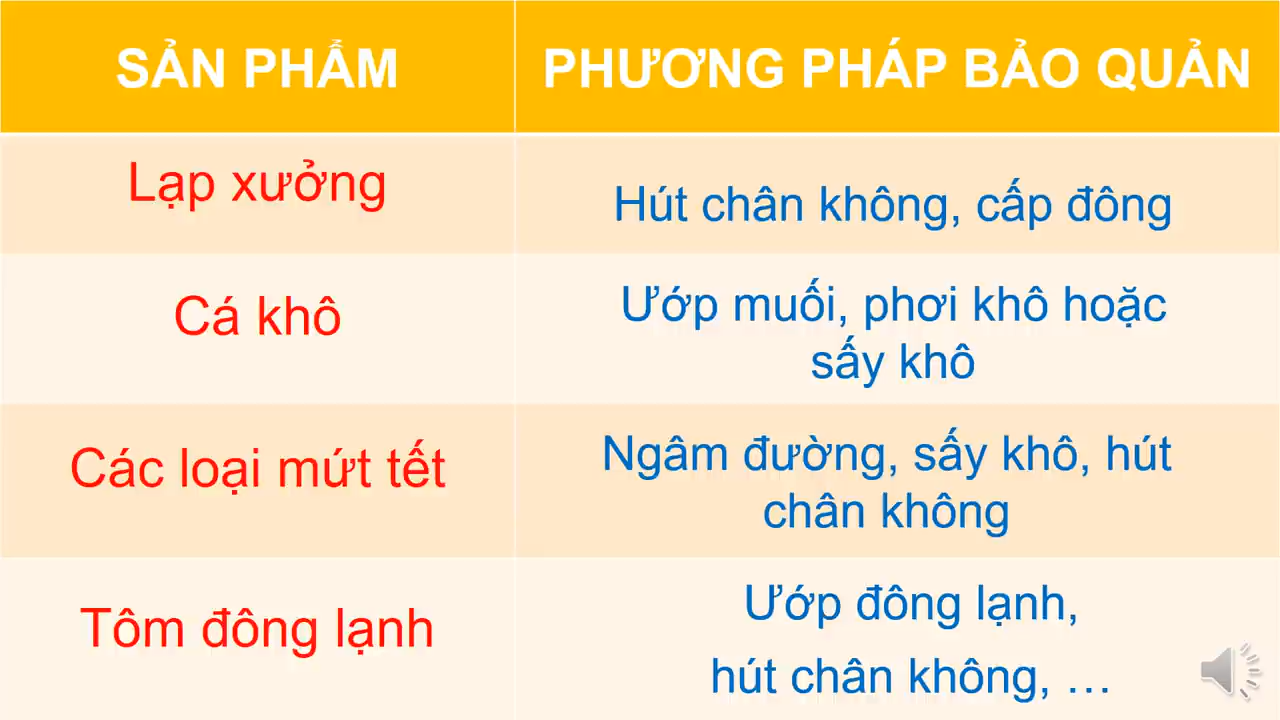 SẢN PHẨM
PHƯƠNG PHÁP BẢO QUẢN
Lạp xưởng
Hút chân không, cấp đông
Cá khô
Ướp muối, phơi khô hoặc
sấy khô
Các loại mứt tết
Ngâm đường, sấy khô, hút
chân không
Tôm đông lạnh
Ướp đông lạnh,
hút chân không, …